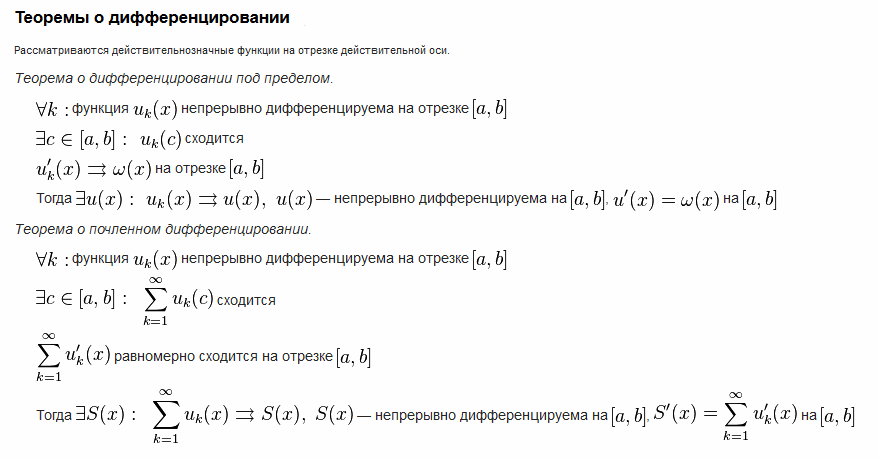 Теоремы о дифференцировании
Рассматриваются действительнозначные функции на отрезке действительной оси.
Теорема о дифференцировании под пределом.
∀k : функция u_k(x) непрерывно дифференцируема на отрезке [a, b]
∃c ∈ [a, b] : u_k(c) сходится
u′_k(x) ⇉ ω(x) на отрезке [a, b]
Тогда ∃u(x) : u_k(x) ⇉ u(x), u(x) — непрерывно дифференцируема на [a, b], u′(x) = ω(x) на [a, b]
Теорема о почленном дифференцировании.
∀k : функция u_k(x) непрерывно дифференцируема на отрезке [a, b]
∃c ∈ [a, b] : ∑_{k=1}^{∞} u_k(c) сходится
∑_{k=1}^{∞} u′_k(x) равномерно сходится на отрезке [a, b]
Тогда ∃S(x) : ∑_{k=1}^{∞} u_k(x) ⇉ S(x), S(x) — непрерывно дифференцируема на [a, b], S′(x) = ∑_{k=1}^{∞} u′_k(x) на [a, b]